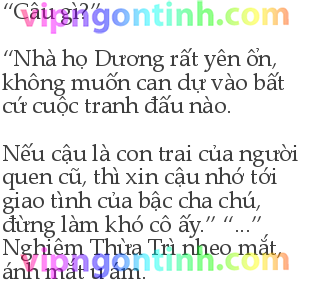 “Câu gì?”
vipngontinh.com
“Nhà họ Dương rất yên ổn,
không muốn can dự vào bất
cứ cuộc tranh đấu nào.
Nếu cậu là con trai của người
quen cũ, thì xin cậu nhớ tới
giao tình của bậc cha chú,
đừng làm khó cô ấy.” “...”
Nghiêm Thừa Trì nheo mắt,
vipngontinh.com
ánh mắt u ám.